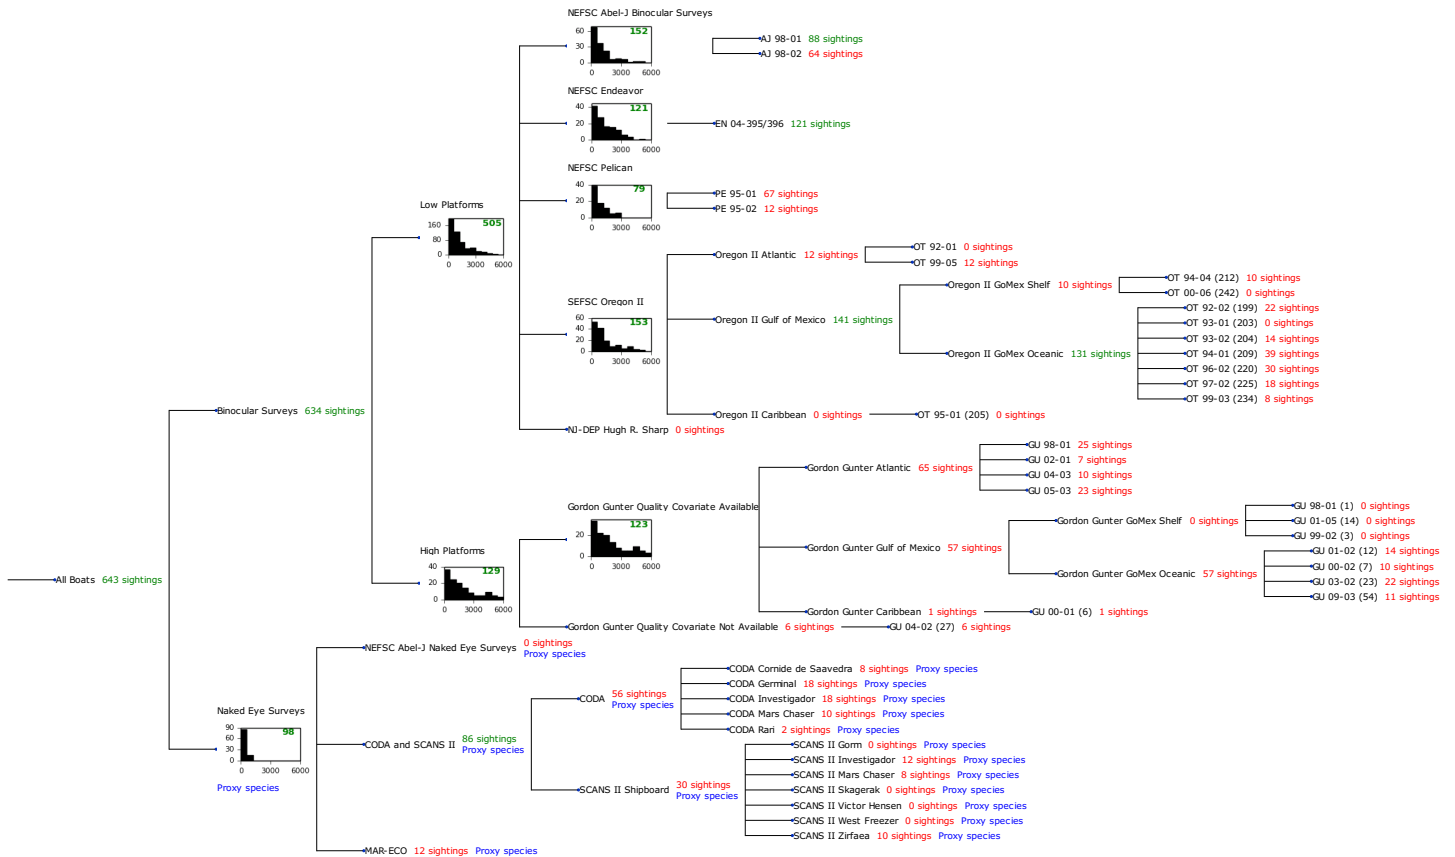 All Boats 643 sightings
Binocular Surveys 634 sightings
Low Platforms
505
160
80
0
0 3000 6000
NEFSC Abel-J Binocular Surveys
152
60
30
0
0 3000 6000
AJ 98-01 88 sightings
AJ 98-02 64 sightings
NEFSC Endeavor
121
40
20
0
0 3000 6000
EN 04-395/396 121 sightings
NEFSC Pelican
79
40
20
0
0 3000 6000
PE 95-01 67 sightings
PE 95-02 12 sightings
SEFSC Oregon II
153
60
40
20
0
0 3000 6000
Oregon II Atlantic 12 sightings
OT 92-01 0 sightings
OT 99-05 12 sightings
Oregon II Gulf of Mexico 141 sightings
Oregon II GoMex Shelf 10 sightings
OT 94-04 (212) 10 sightings
OT 00-06 (242) 0 sightings
Oregon II GoMex Oceanic 131 sightings
OT 92-02 (199) 22 sightings
OT 93-01 (203) 0 sightings
OT 93-02 (204) 14 sightings
OT 94-01 (209) 39 sightings
OT 96-02 (220) 30 sightings
OT 97-02 (225) 18 sightings
OT 99-03 (234) 8 sightings
Oregon II Caribbean 0 sightings
OT 95-01 (205) 0 sightings
NJ-DEP Hugh R. Sharp 0 sightings
High Platforms
129
40
20
0
0 3000 6000
Gordon Gunter Quality Covariate Available
123
20
0
0 3000 6000
Gordon Gunter Atlantic 65 sightings
GU 98-01 25 sightings
GU 02-01 7 sightings
GU 04-03 10 sightings
GU 05-03 23 sightings
Gordon Gunter Gulf of Mexico 57 sightings
Gordon Gunter GoMex Shelf 0 sightings
GU 98-01 (1) 0 sightings
GU 01-05 (14) 0 sightings
GU 99-02 (3) 0 sightings
Gordon Gunter GoMex Oceanic 57 sightings
GU 01-02 (12) 14 sightings
GU 00-02 (7) 10 sightings
GU 03-02 (23) 22 sightings
GU 09-03 (54) 11 sightings
Gordon Gunter Caribbean 1 sightings
GU 00-01 (6) 1 sightings
Gordon Gunter Quality Covariate Not Available 6 sightings
GU 04-02 (27) 6 sightings
Naked Eye Surveys
98
90
60
30
0
0 3000 6000
Proxy species
NEFSC Abel-J Naked Eye Surveys 0 sightings
Proxy species
CODA and SCANS II 86 sightings
Proxy species
CODA 56 sightings
Proxy species
CODA Cornide de Saavedra 8 sightings Proxy species
CODA Germinal 18 sightings Proxy species
CODA Investigador 18 sightings Proxy species
CODA Mars Chaser 10 sightings Proxy species
CODA Rari 2 sightings Proxy species
SCANS II Shipboard 30 sightings
Proxy species
SCANS II Gorm 0 sightings Proxy species
SCANS II Investigador 12 sightings Proxy species
SCANS II Mars Chaser 8 sightings Proxy species
SCANS II Skagerak 0 sightings Proxy species
SCANS II Victor Hensen 0 sightings Proxy species
SCANS II West Freezer 0 sightings Proxy species
SCANS II Zirfaea 10 sightings Proxy species
MAR-ECO 12 sightings Proxy species